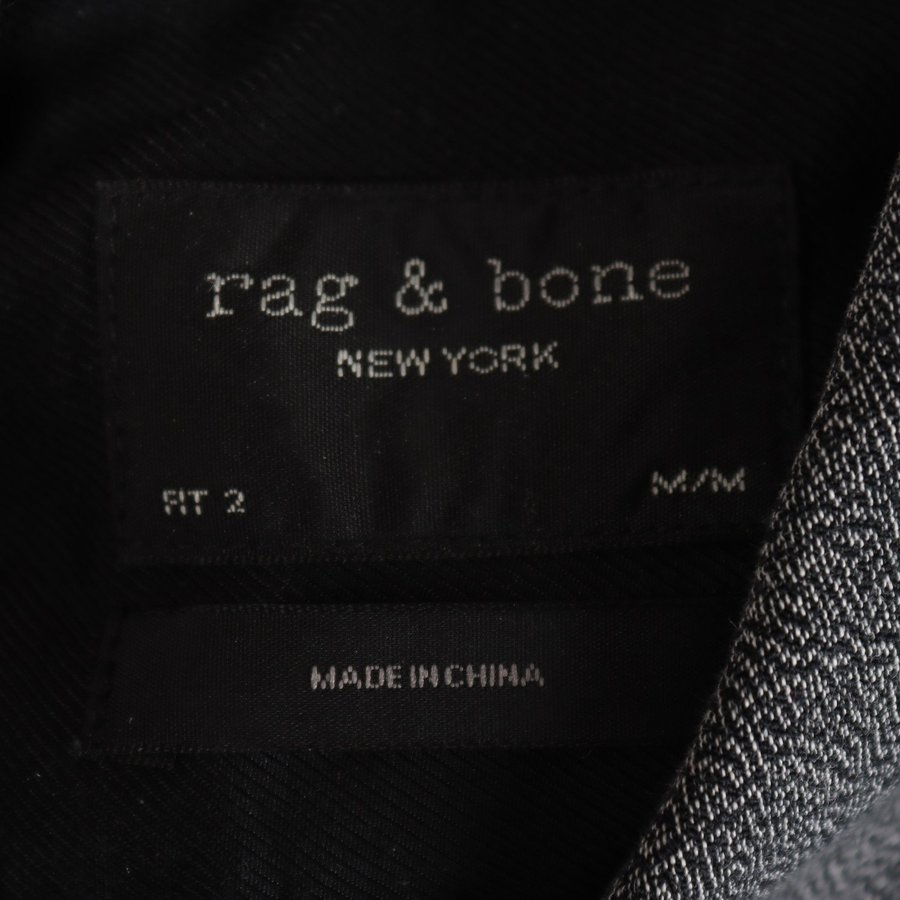 rag & bone
NEW YORK
FIT 2
M/M
MADE IN CHINA